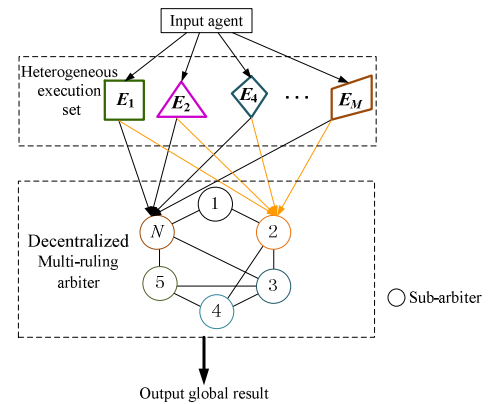 Input agent
Heterogeneous
execution
set
E1
E2
E4
...
EM
1
N
2
Decentralized
Multi-ruling
arbiter
5
3
4
Sub-arbiter
Output global result